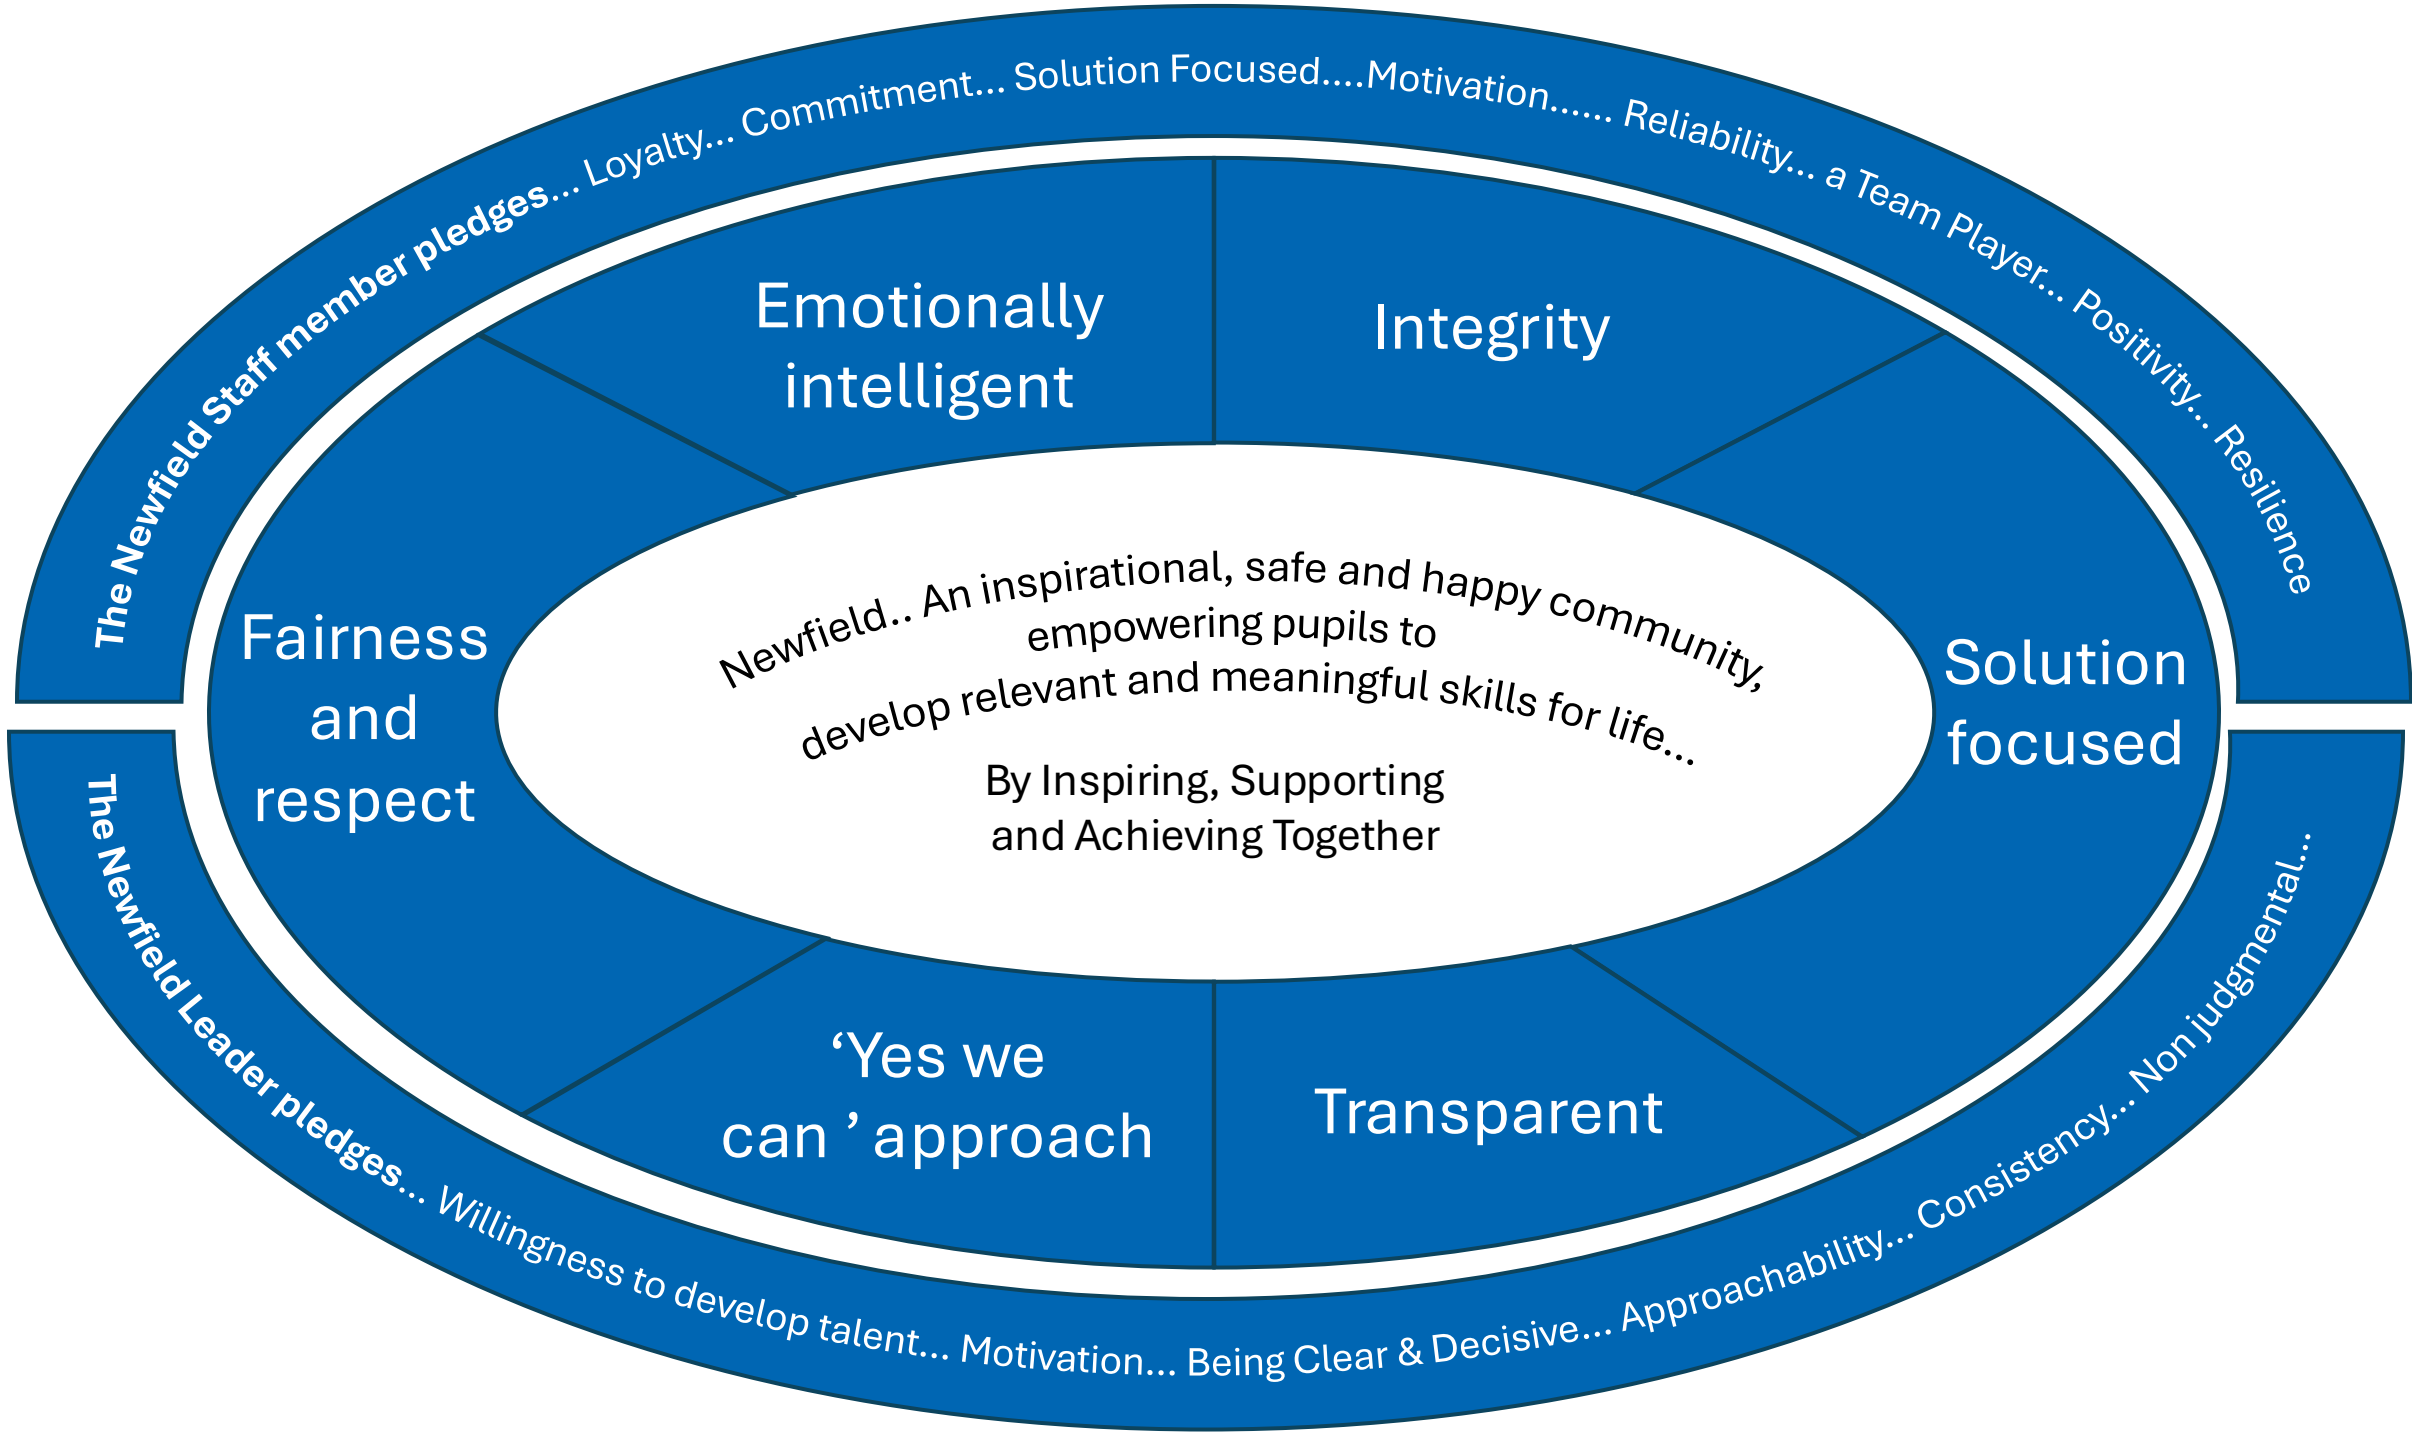 The Newfield Staff member pledges... Loyalty... Commitment... Solution Focused....Motivation...... Reliability... a Team Player... Positivity... Resilience
Emotionally
intelligent
Integrity
Fairness
and
respect
Solution
focused
Newfield.. An inspirational, safe and happy community,
empowering pupils to
develop relevant and meaningful skills for life...
By Inspiring, Supporting
and Achieving Together
‘Yes we
can ’ approach
Transparent
The Newfield Leader pledges... Willingness to develop talent... Motivation... Being Clear & Decisive... Approachability... Consistency... Non judgmental...